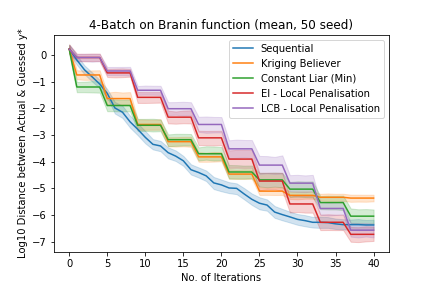 4-Batch on Branin function (mean, 50 seed)
Log10 Distance between Actual & Guessed y*
0
−1
−2
−3
−4
−5
−6
−7
Sequential
Kriging Believer
Constant Liar (Min)
EI - Local Penalisation
LCB - Local Penalisation
0 5 10 15 20 25 30 35 40
No. of Iterations